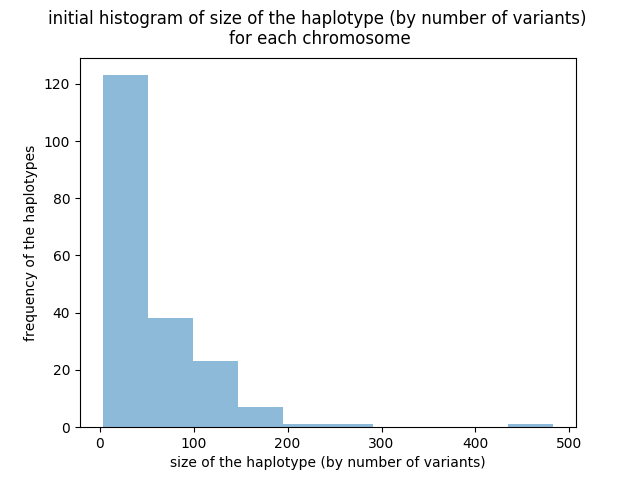 initial histogram of size of the haplotype (by number of variants)
for each chromosome
120
100
80
60
40
20
0
frequency of the haplotypes
0 100 200 300 400 500
size of the haplotype (by number of variants)